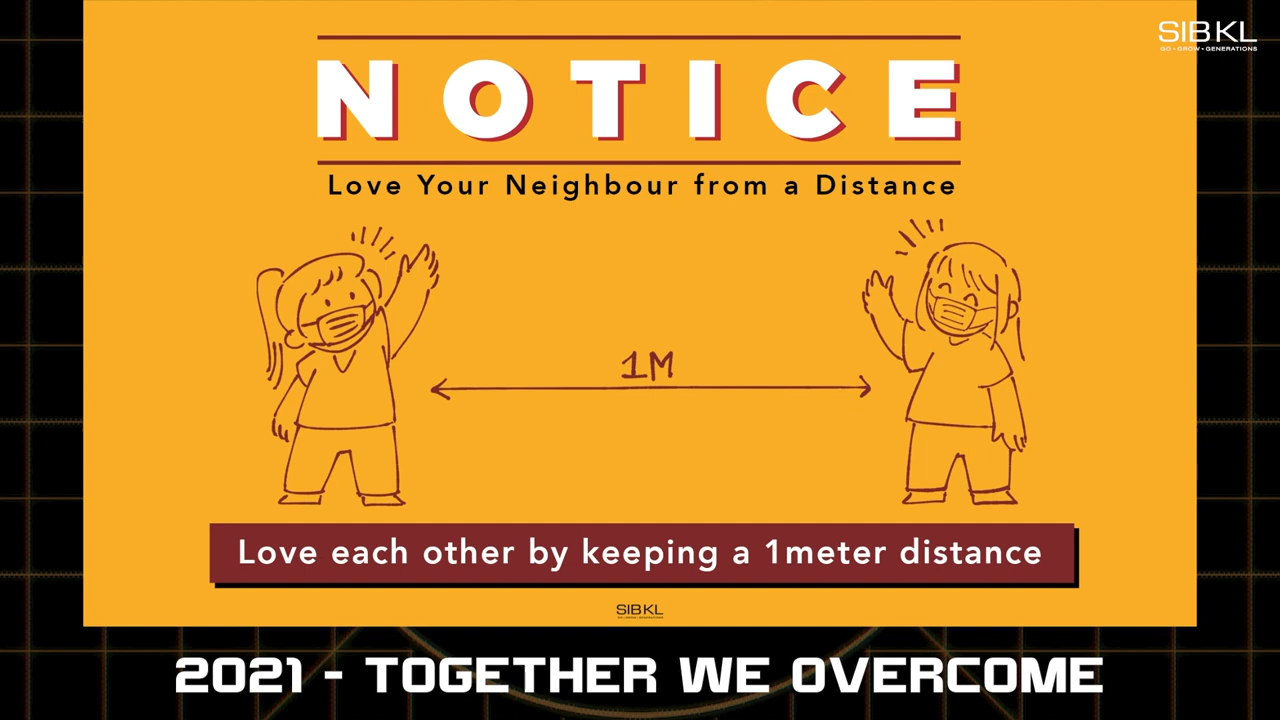 SIBKL
GO • GROW • GENERATIONS
NOTICE
Love Your Neighbour from a Distance
1M
Love each other by keeping a 1meter distance
SIBKL
2021 - TOGETHER WE OVERCOME